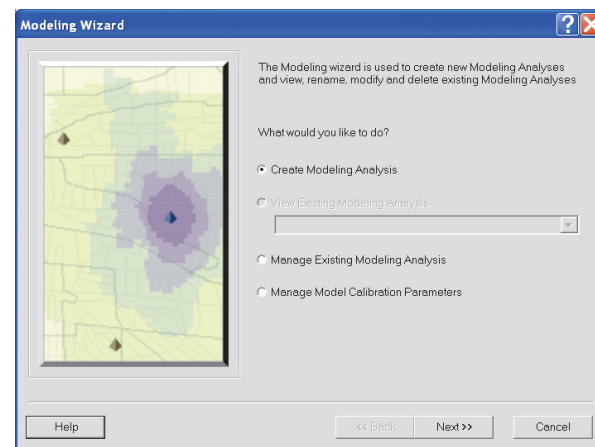 Modeling Wizard
The Modeling wizard is used to create new Modeling Analyses
and view, rename, modify and delete existing Modeling Analyses
What would you like to do?
Create Modeling Analysis
View Existing Modeling Analysis
Manage Existing Modeling Analysis
Manage Model Calibration Parameters
Help
<< Back
Next >>
Cancel